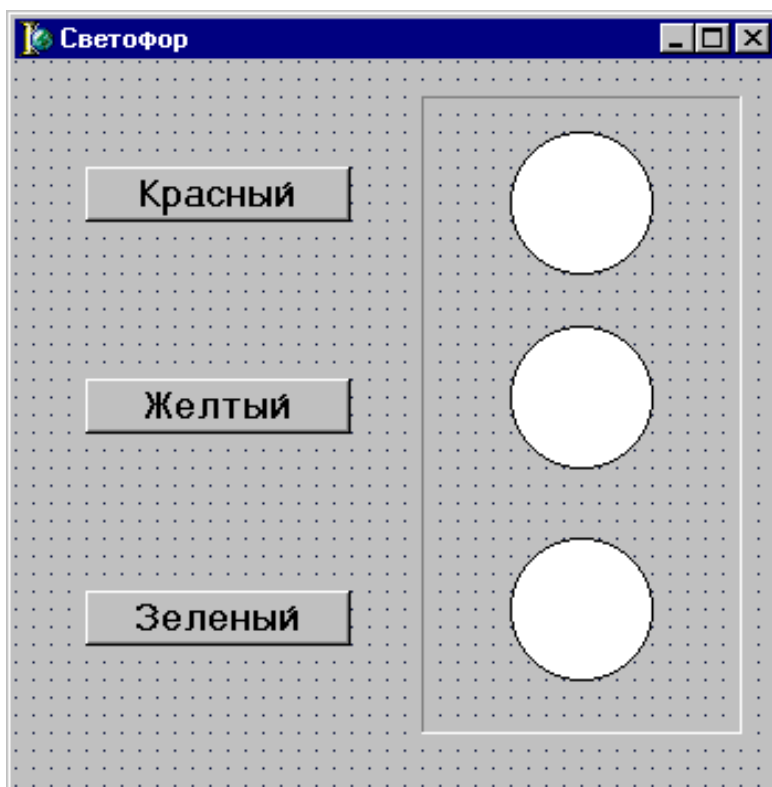 Светофор
Красный
Желтый
Зеленый